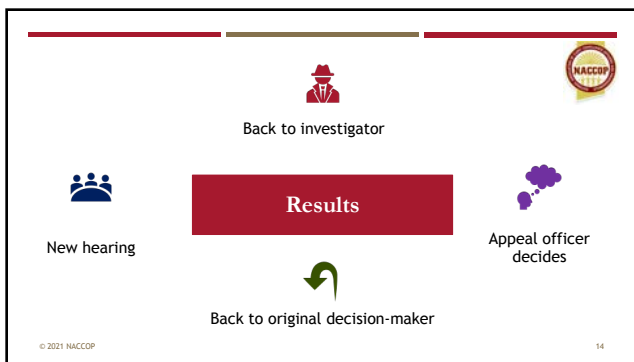 NACCOP
Back to investigator
New hearing
Results
Appeal officer
decides
Back to original decision-maker
© 2021 NACCOP
14